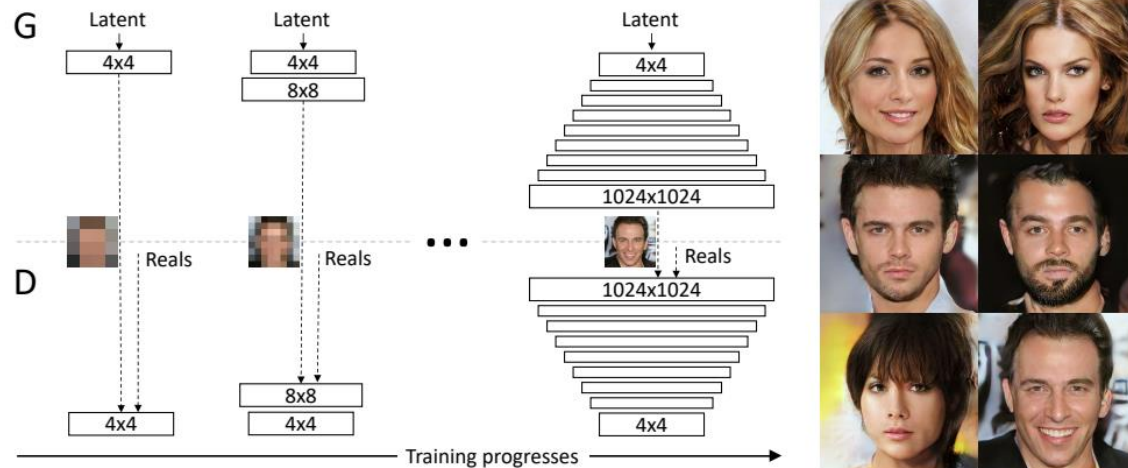 G
Latent
4x4
Latent
4x4
8x8
Latent
4x4
1024x1024
Reals
Reals
...
Reals
D
1024x1024
8x8
4x4
4x4
4x4
Training progresses